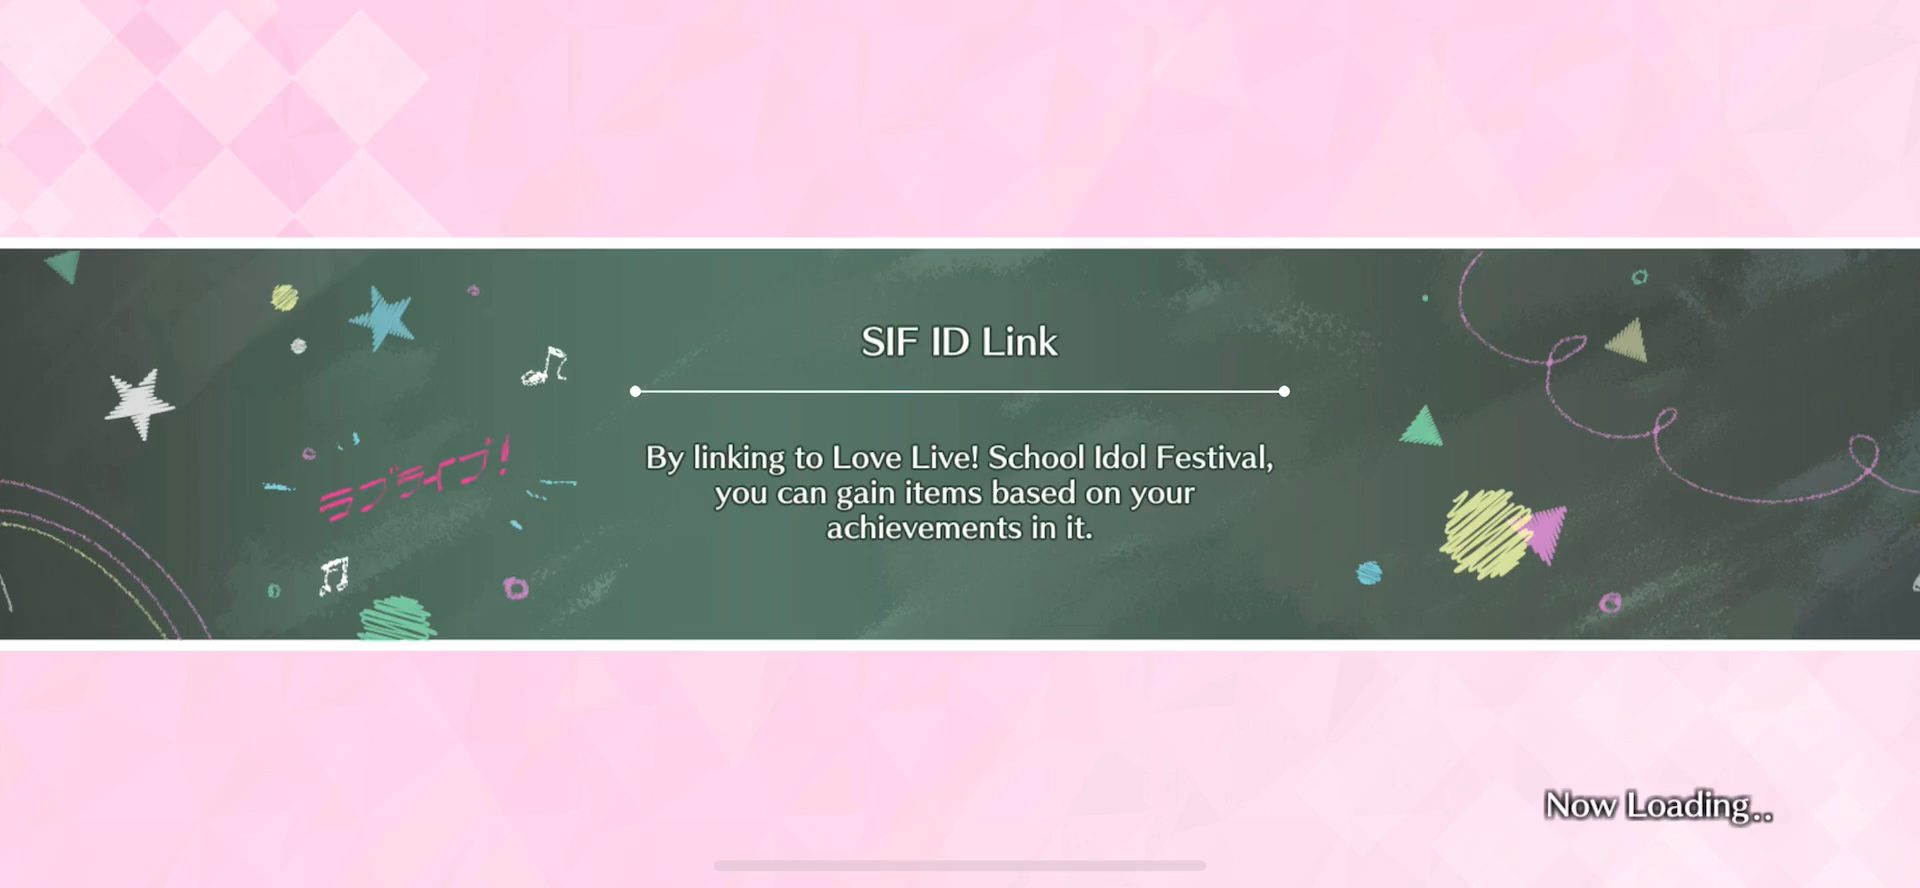 SIF ID Link
ラブライブ!
By linking to Love Live! School Idol Festival,
you can gain items based on your
achievements in it.
Now Loading..